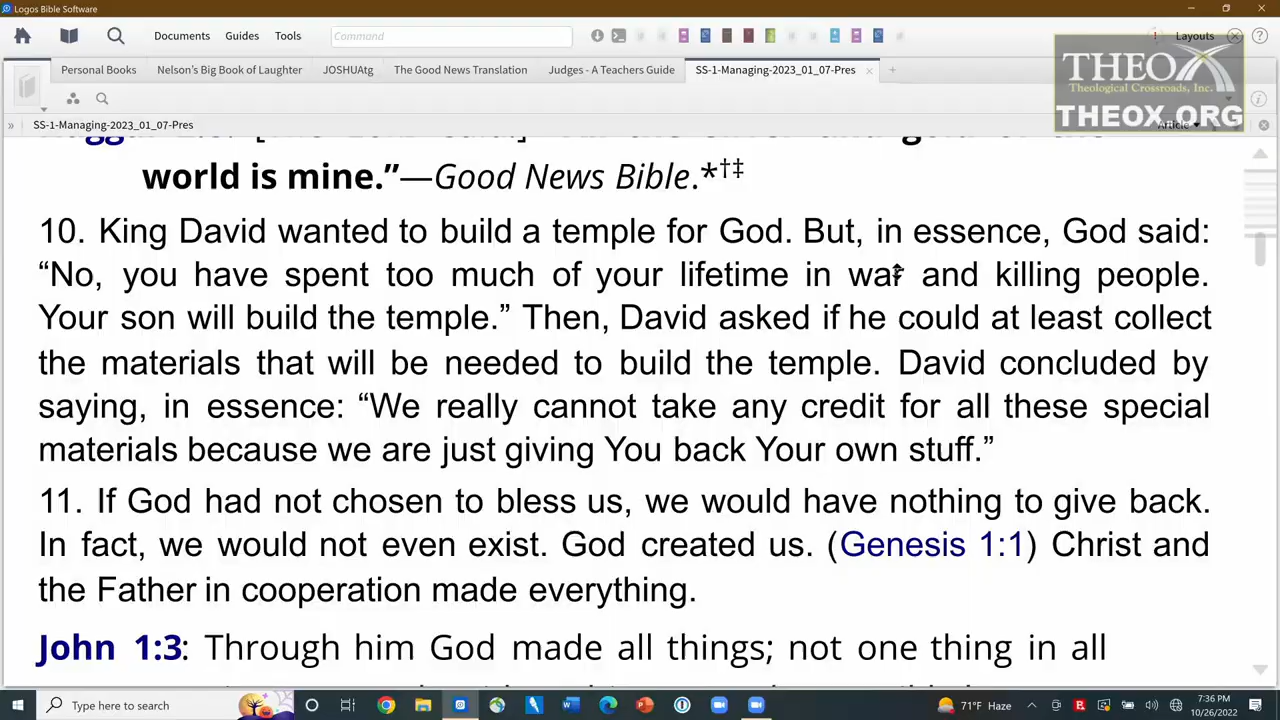 Logos Bible Software
Documents Guides Tools Command Layouts
THEOX
Theological Crossroads, Inc.
THEOX.ORG
Personal Books Nelson's Big Book of Laughter JOSHUAtg The Good News Translation Judges - A Teachers Guide SS-1-Managing-2023_01_07-Pres
SS-1-Managing-2023_01_07-Pres Article
world is mine.”—Good News Bible.*†‡
10. King David wanted to build a temple for God. But, in essence, God said:
“No, you have spent too much of your lifetime in war and killing people.
Your son will build the temple.” Then, David asked if he could at least collect
the materials that will be needed to build the temple. David concluded by
saying, in essence: “We really cannot take any credit for all these special
materials because we are just giving You back Your own stuff.”
11. If God had not chosen to bless us, we would have nothing to give back.
In fact, we would not even exist. God created us. (Genesis 1:1) Christ and
the Father in cooperation made everything.
John 1:3: Through him God made all things; not one thing in all
Type here to search
71°F Haze
7:36 PM
10/26/2022